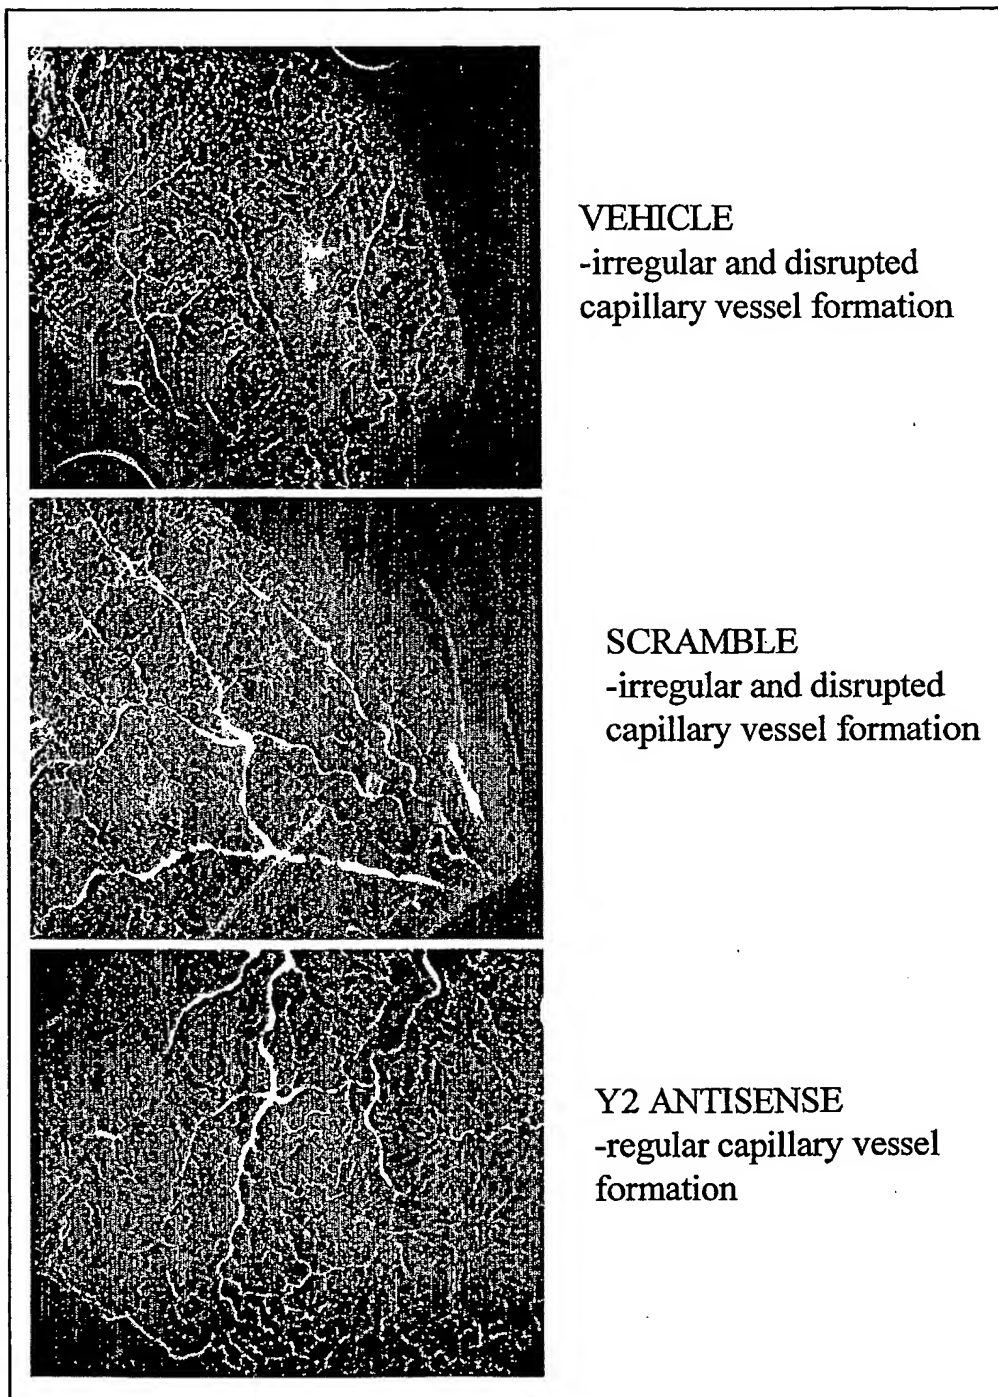 VEHICLE
-irregular and disrupted
capillary vessel formation
SCRAMBLE
-irregular and disrupted
capillary vessel formation
Y2 ANTISENSE
-regular capillary vessel
formation